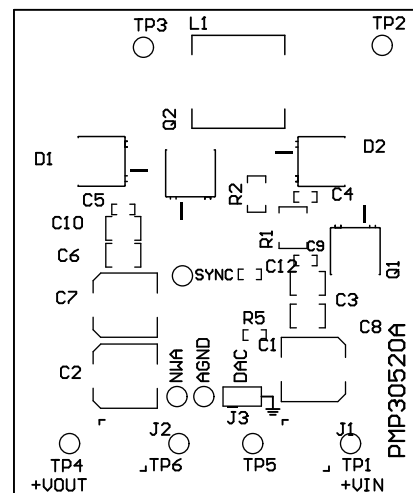 TP3
L1
TP2
Q2
D1
D2
R2
C4
C5
C10
R1
C9
C6
C12
SYNC
Q1
C7
C3
R5
C8
C1
C2
NWA
AGND
DAC
PMP30520A
J2
J3
J1
TP4
TP6
TP5
TP1
+VOUT
+VIN